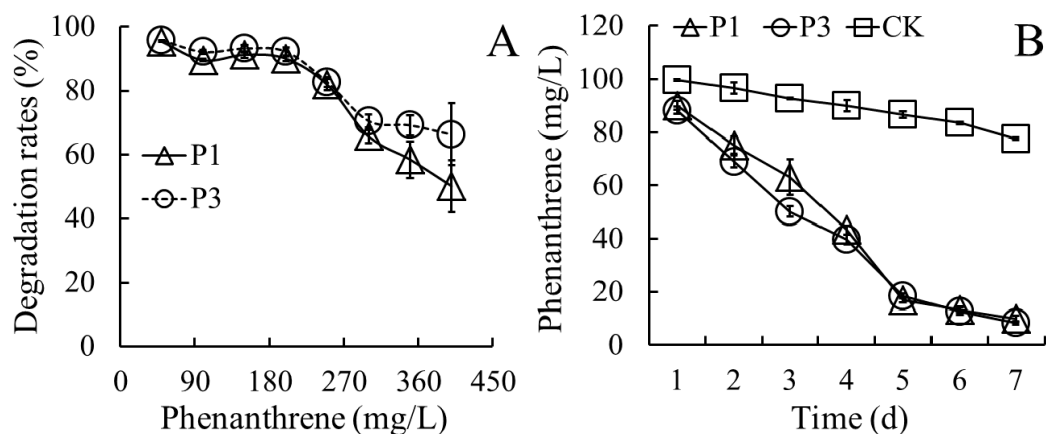 A
Degradation rates (%)
100
80
60
40
20
0
P1
P3
0 90 180 270 360 450
Phenanthrene (mg/L)
P1 P3 CK
B
Phenanthrene (mg/L)
120
100
80
60
40
20
0
1 2 3 4 5 6 7
Time (d)